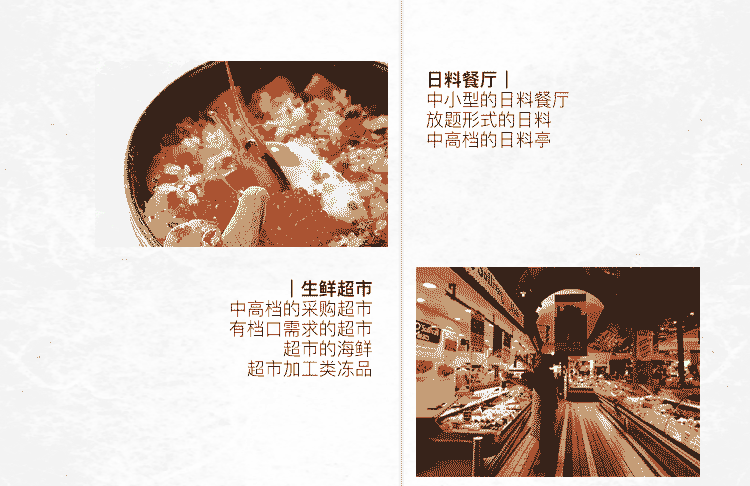 日料餐厅｜
中小型的日料餐厅
放题形式的日料
中高档的日料亭
｜生鲜超市
中高档的采购超市
有档口需求的超市
超市的海鲜
超市加工类冻品